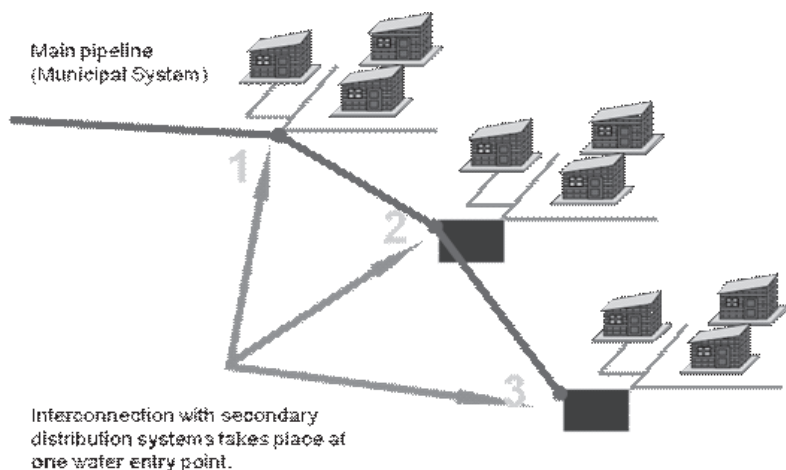 Main pipeline
(Municipal System)
1
2
3
Interconnection with secondary
distribution systems takes place at
one water entry point.